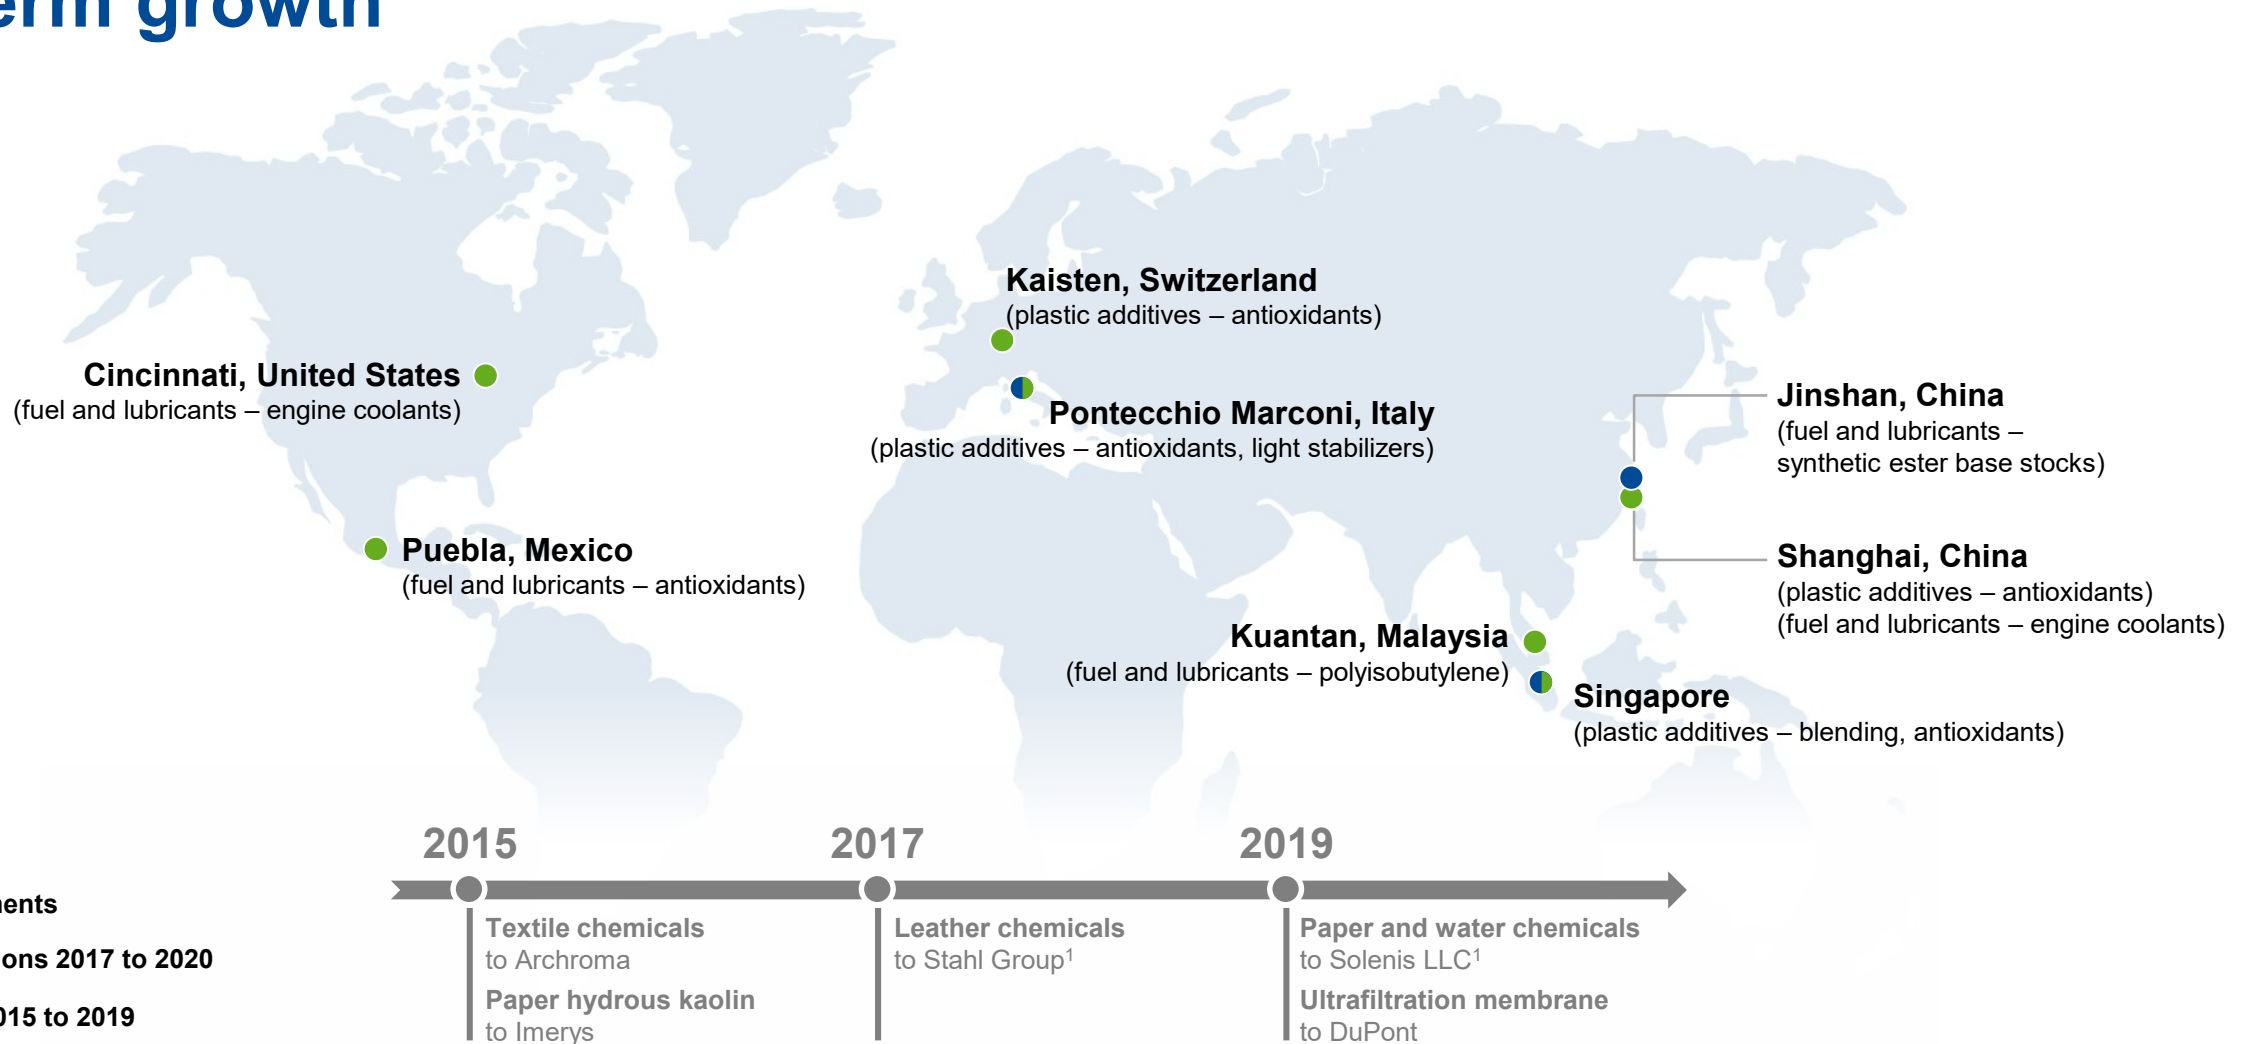 growth
Kaisten, Switzerland
(plastic additives – antioxidants)
Cincinnati, United States
(fuel and lubricants – engine coolants)
Pontecchio Marconi, Italy
(plastic additives – antioxidants, light stabilizers)
Jinshan, China
(fuel and lubricants –
synthetic ester base stocks)
Puebla, Mexico
(fuel and lubricants – antioxidants)
Shanghai, China
(plastic additives – antioxidants)
(fuel and lubricants – engine coolants)
Kuantan, Malaysia
(fuel and lubricants – polyisobutylene)
Singapore
(plastic additives – blending, antioxidants)
2015
2017
2019
2017 to 2020
to 2019
Textile chemicals
to Archroma
Paper hydrous kaolin
to Imerys
Leather chemicals
to Stahl Group¹
Paper and water chemicals
to Solenis LLC¹
Ultrafiltration membrane
to DuPont